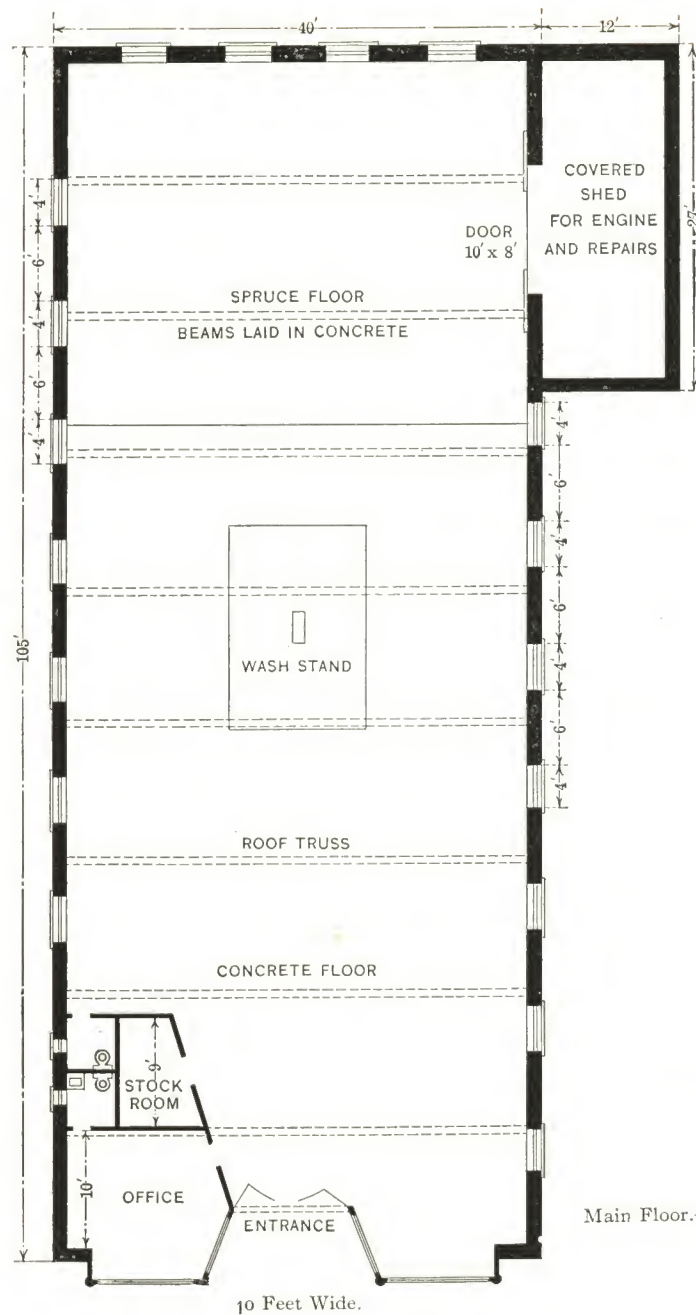 40'
12'
COVERED
SHED
FOR ENGINE
AND REPAIRS
27'
DOOR
10' x 8'
4'
6'
4'
6'
4'
SPRUCE FLOOR
BEAMS LAID IN CONCRETE
4'
6'
4'
6'
4'
6'
4'
105'
WASH STAND
ROOF TRUSS
CONCRETE FLOOR
9'
STOCK
ROOM
10'
OFFICE
ENTRANCE
Main Floor.
10 Feet Wide.